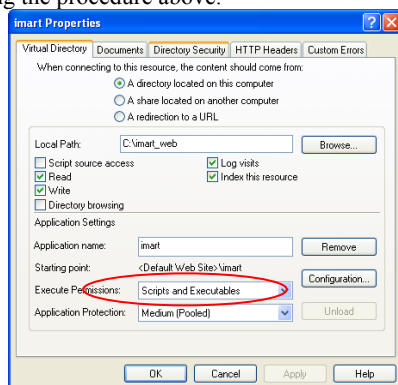 ng the procedure above.
imart Properties
Virtual Directory Documents Directory Security HTTP Headers Custom Errors
When connecting to this resource, the content should come from:
A directory located on this computer
A share located on another computer
A redirection to a URL
Local Path: C:\imart_web Browse...
Script source access Log visits
Read Index this resource
Write
Directory browsing
Application Settings
Application name: imart Remove
Starting point: <Default Web Site>\imart
Execute Permissions: Scripts and Executables Configuration...
Application Protection: Medium (Pooled) Unload
OK Cancel Apply Help